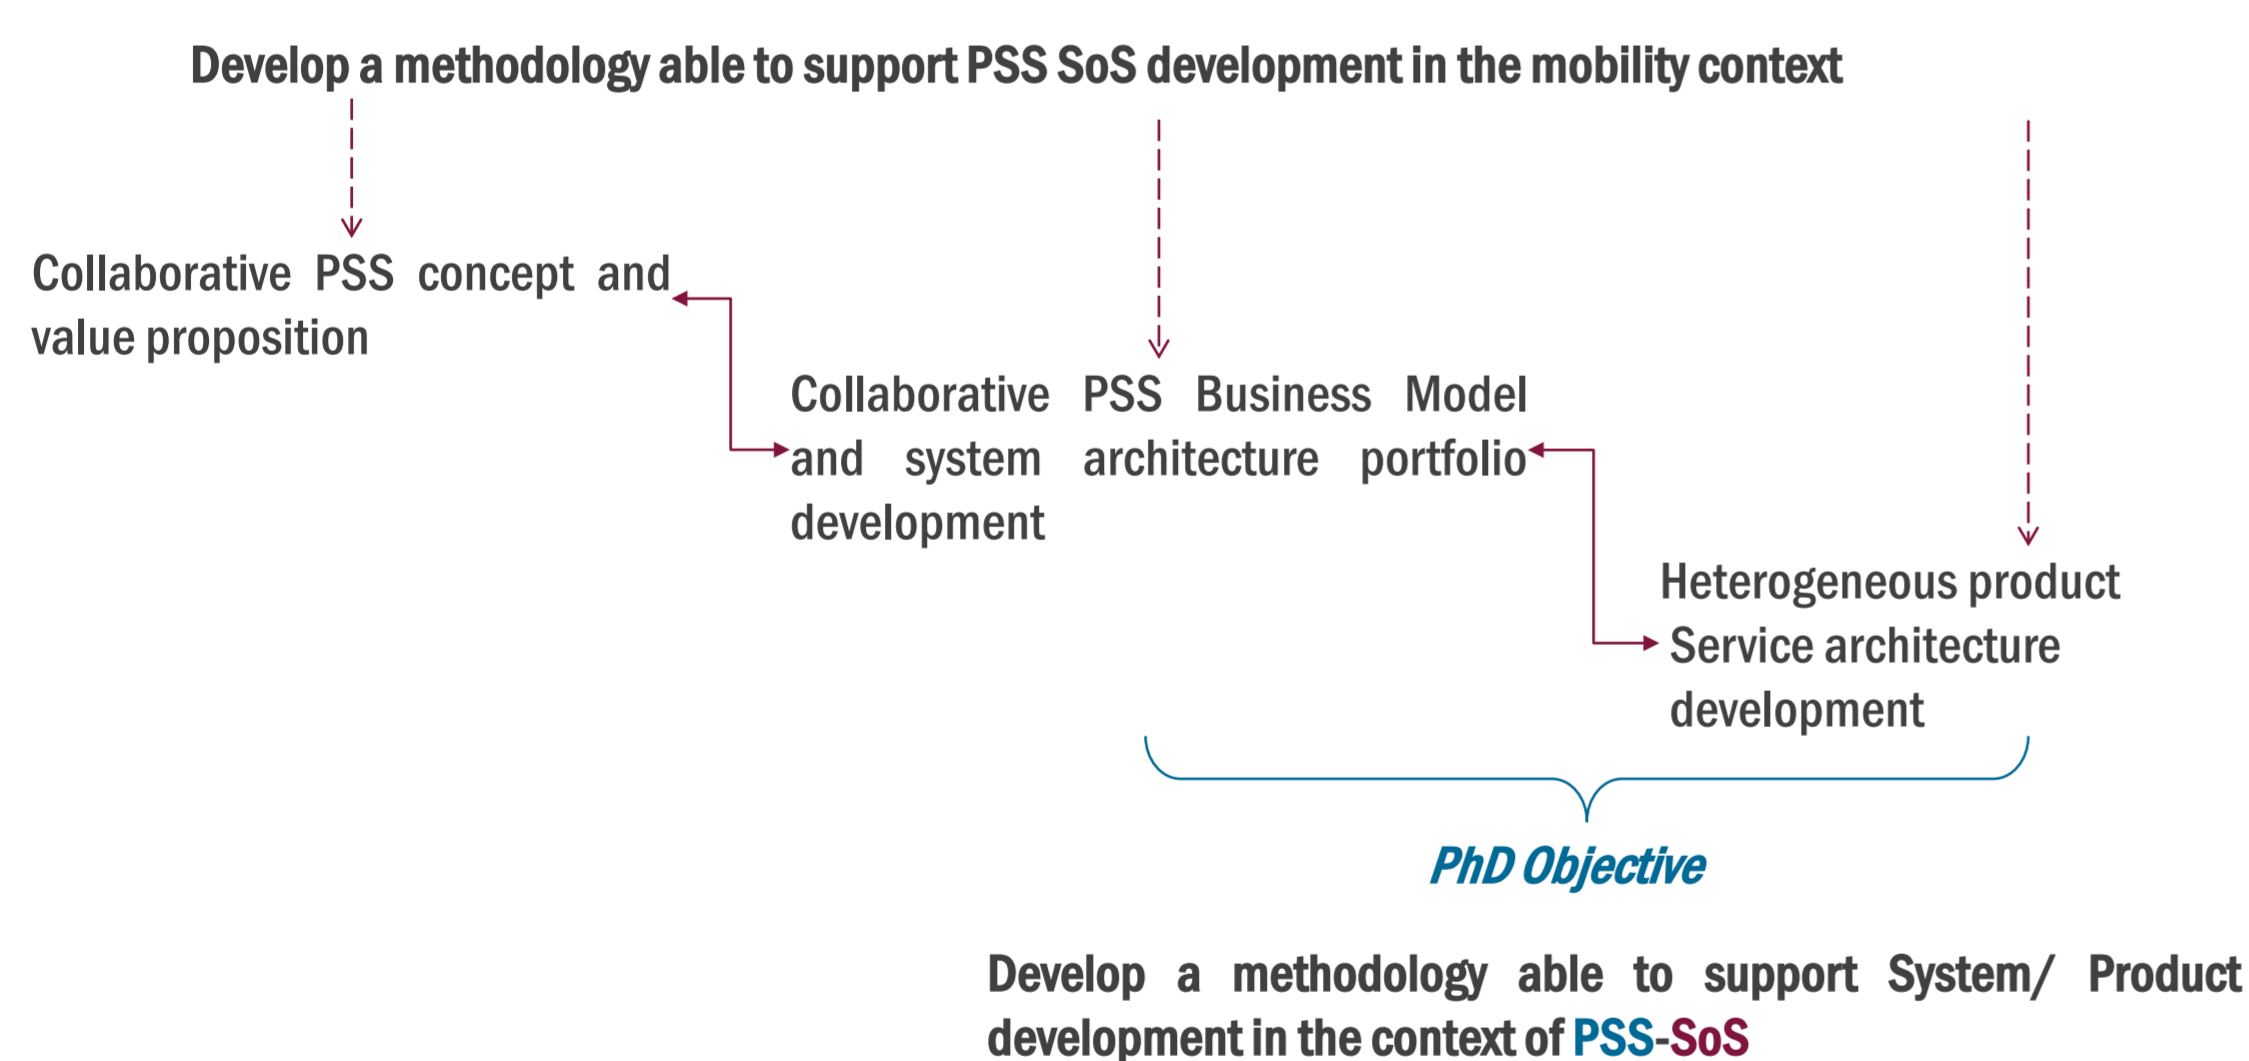 Develop a methodology able to support PSS SoS development in the mobility context
Collaborative PSS concept and
value proposition
Collaborative PSS Business Model
and system architecture portfolio
development
Heterogeneous product
Service architecture
development
PhD Objective
Develop a methodology able to support System/ Product
development in the context of PSS-SoS